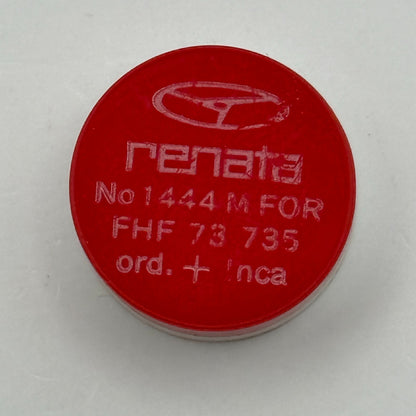 renata
No 1444 M FOR
FHF 73 735
ord. + Inca